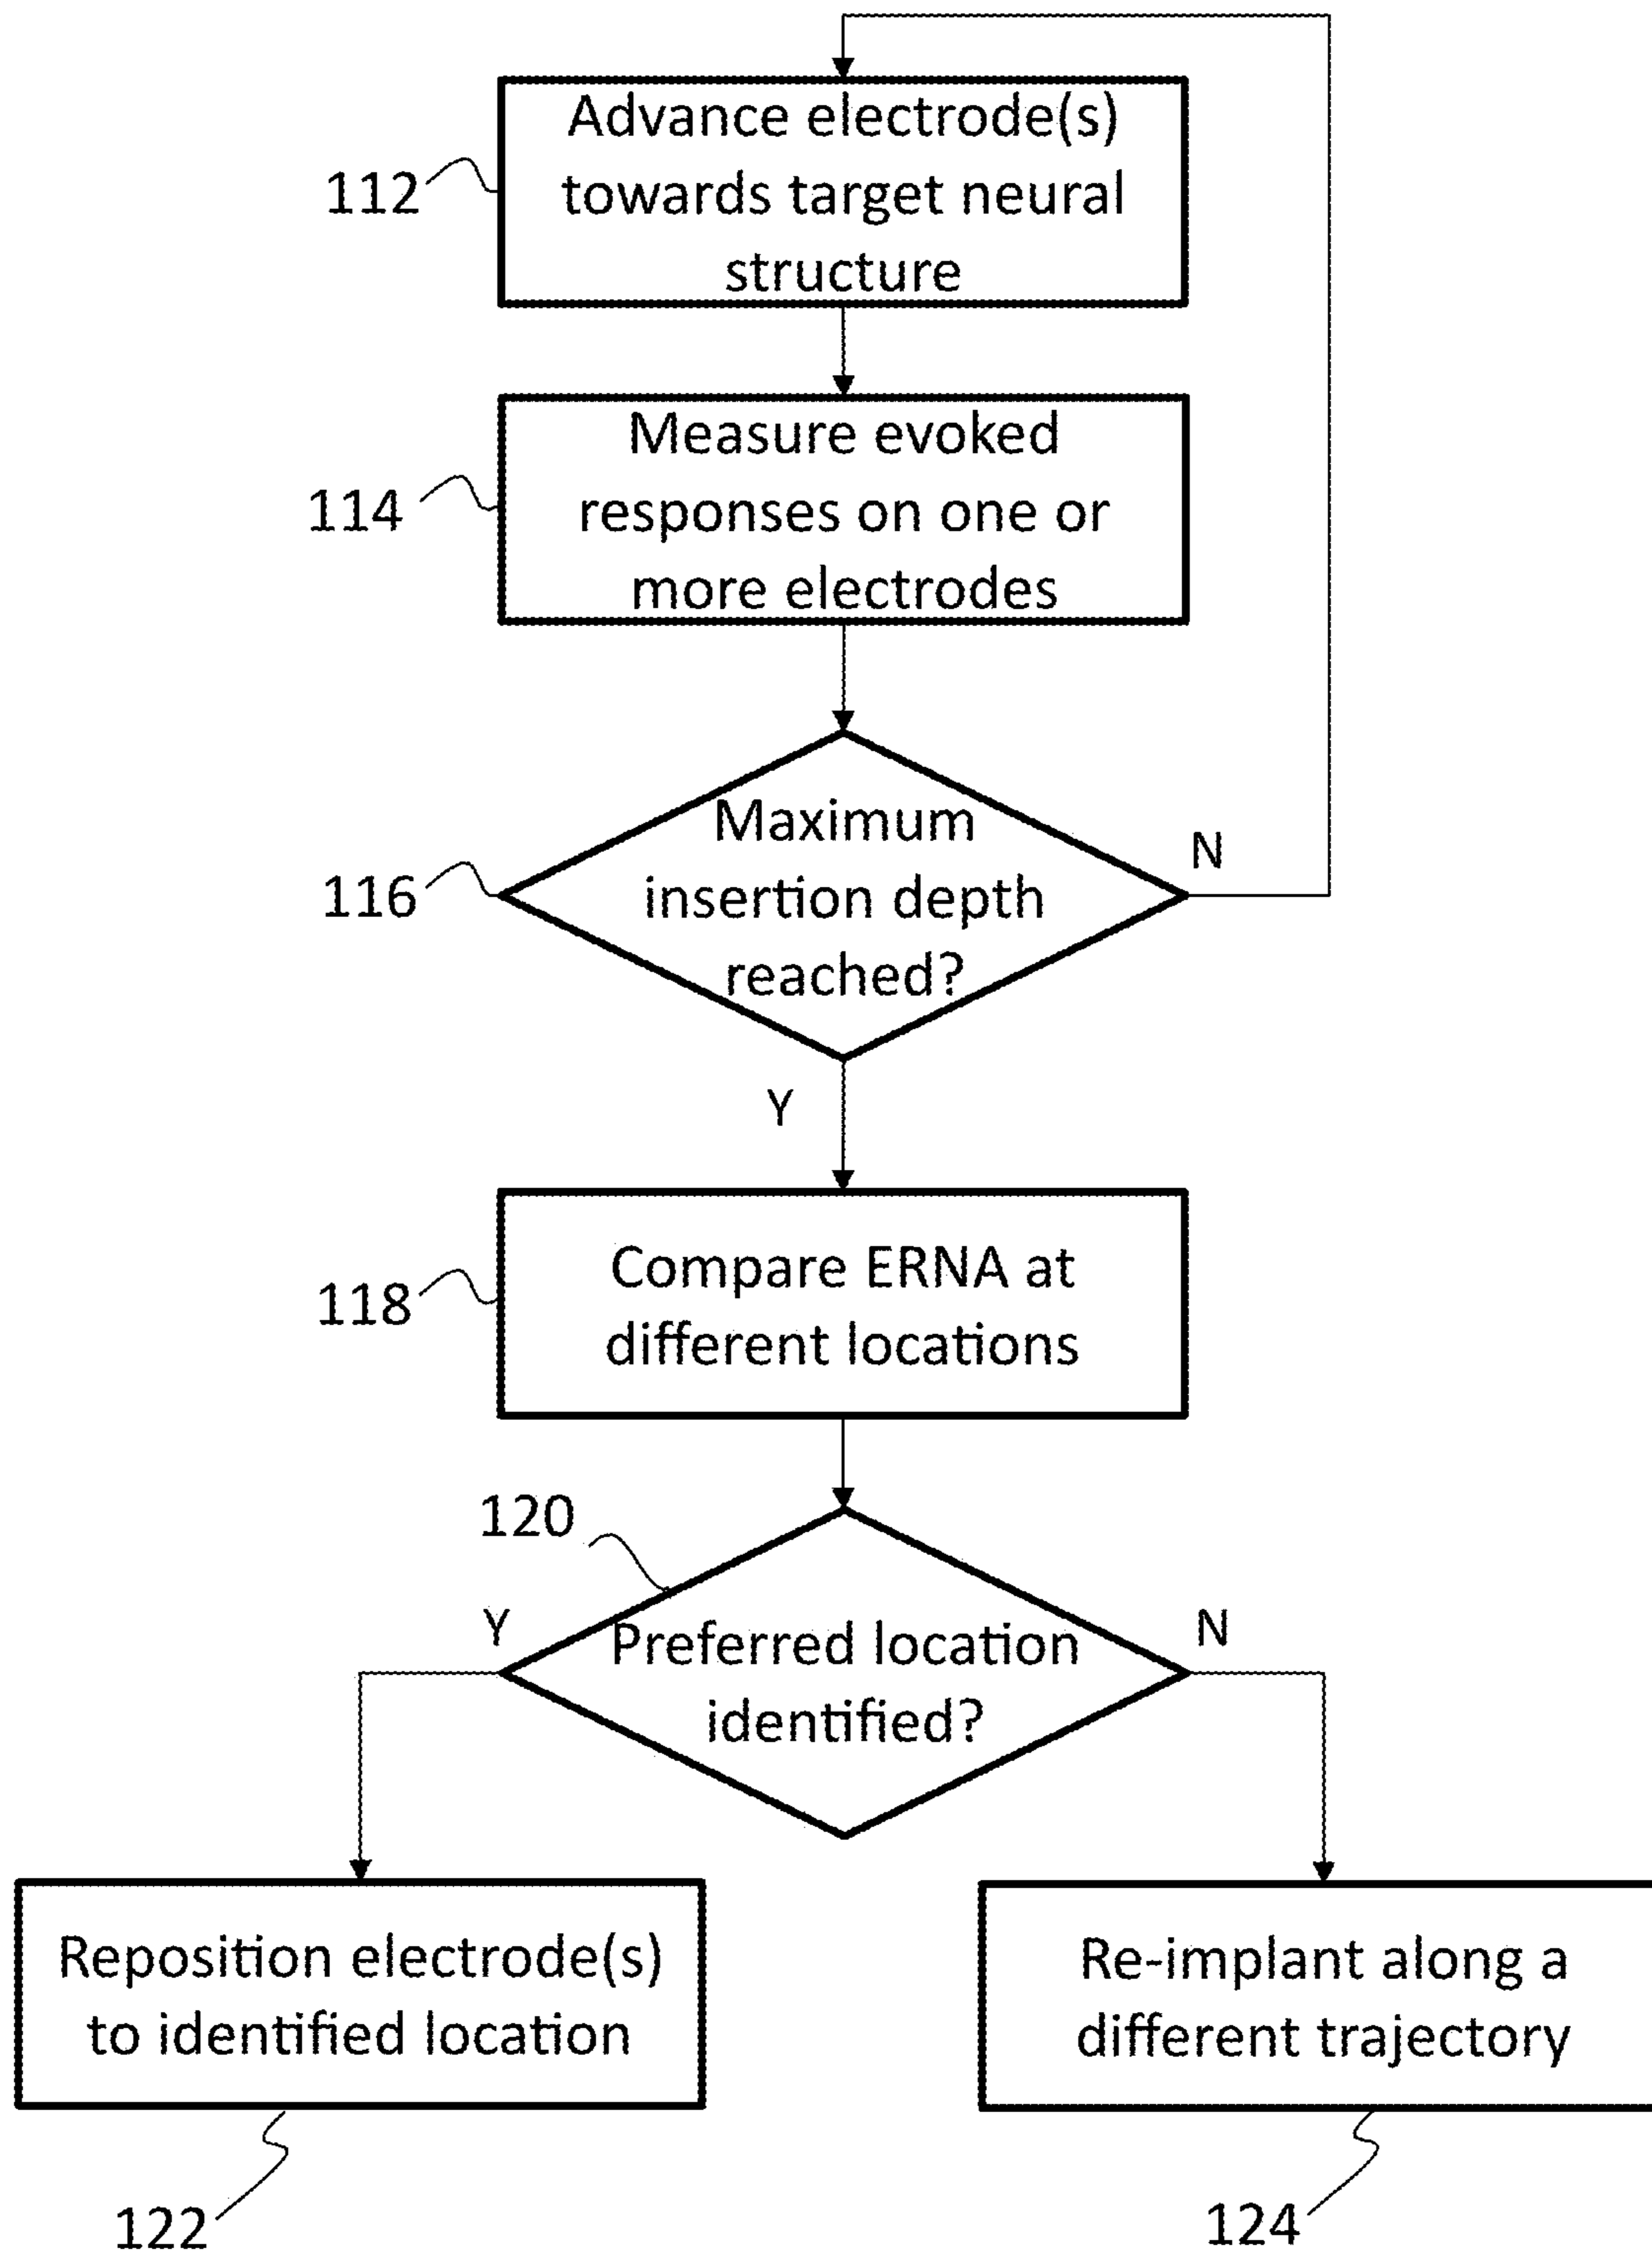 Advance electrode(s)
towards target neural
structure
112
Measure evoked
responses on one or
more electrodes
114
Maximum
insertion depth
reached?
116
N
Y
Compare ERNA at
different locations
118
120
Preferred location
identified?
Y
N
Reposition electrode(s)
to identified location
Re-implant along a
different trajectory
122
124